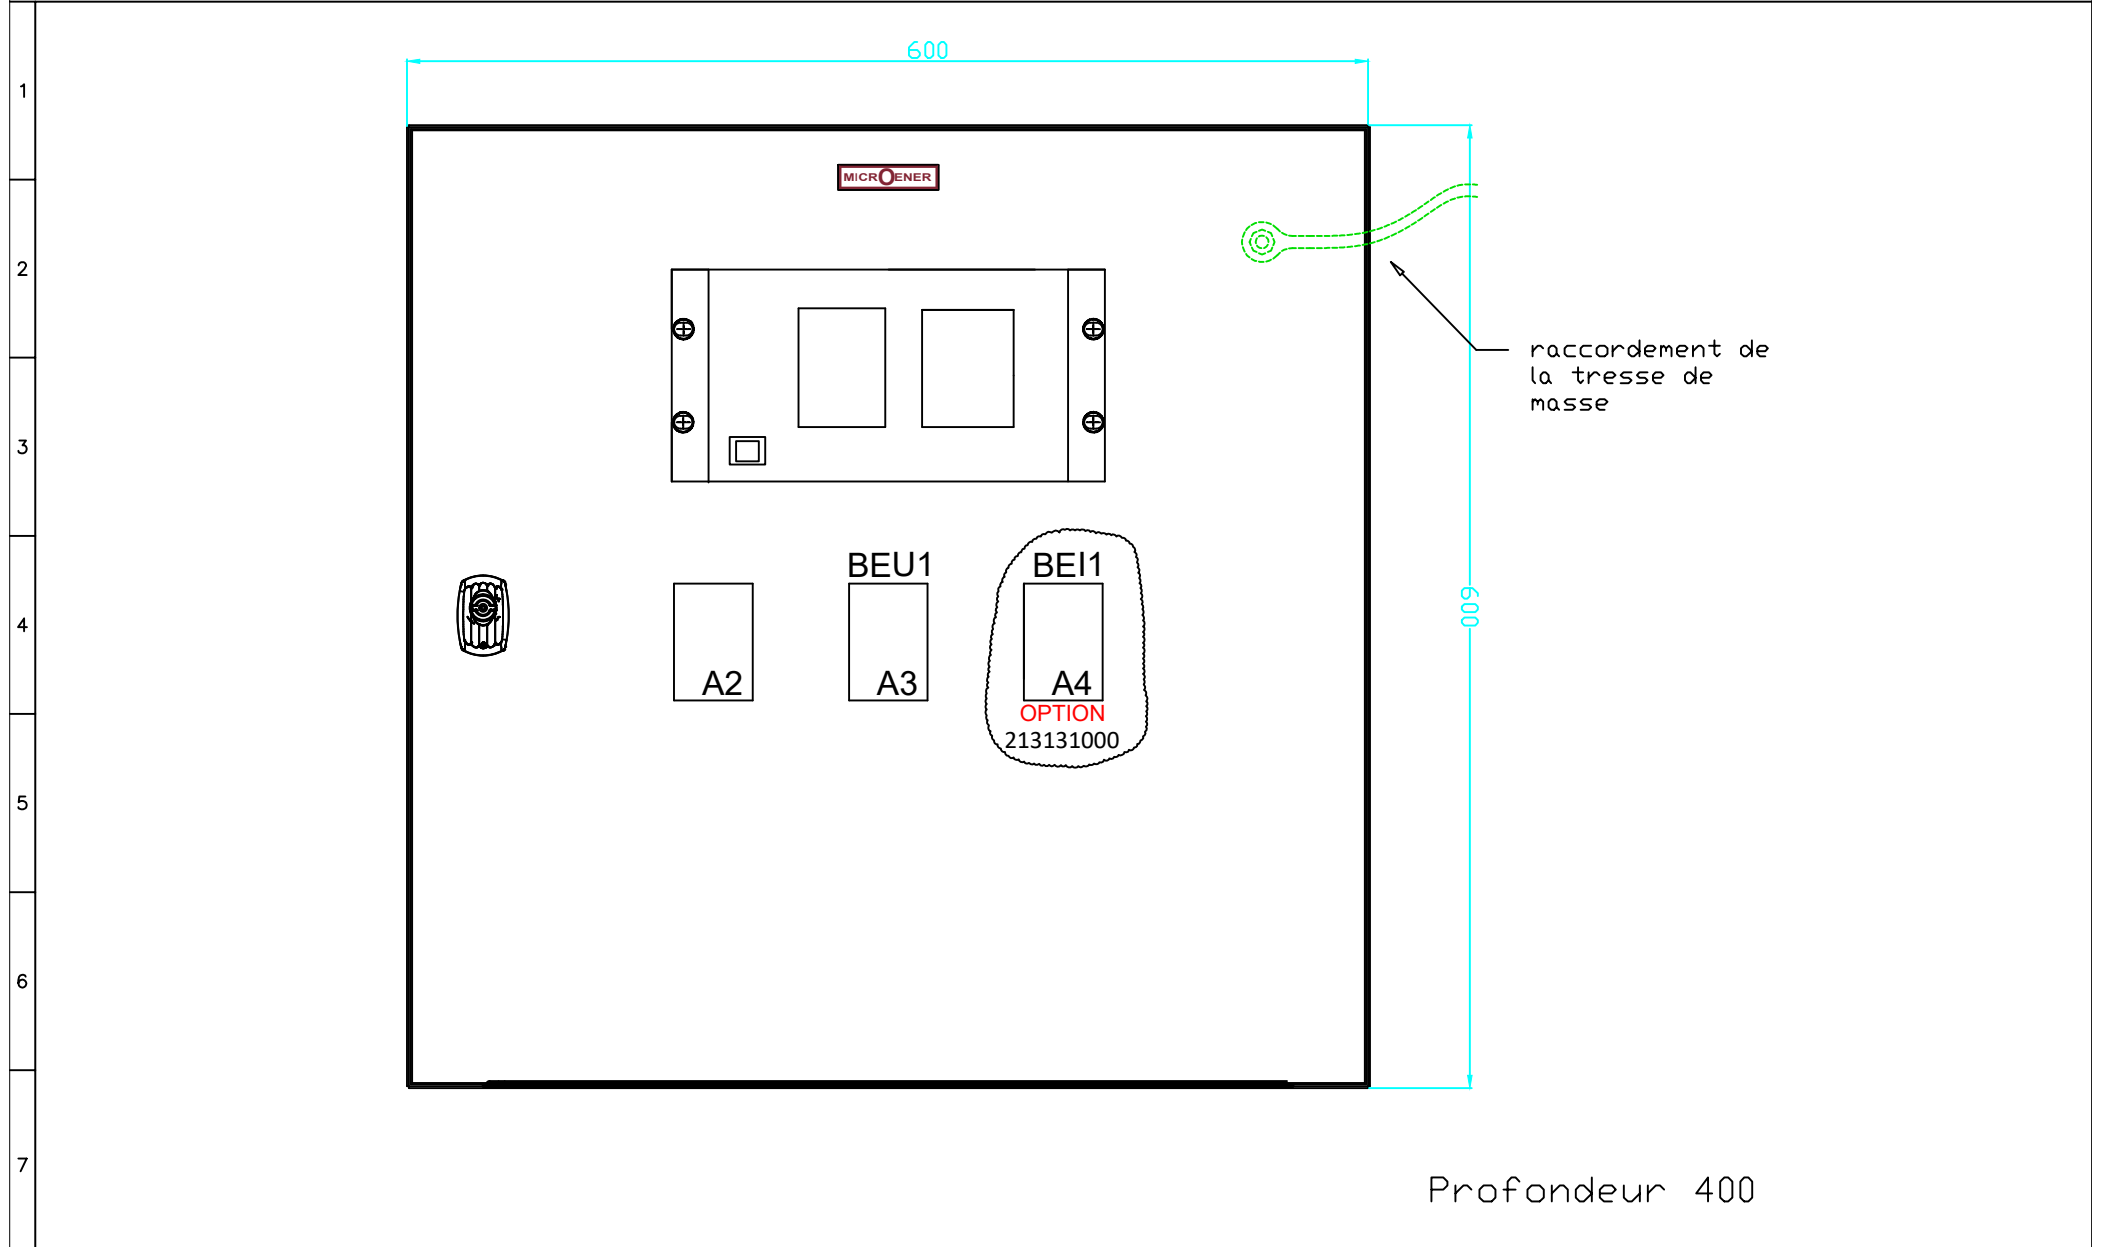 600
1
MICROENER
2
raccordement de
la tresse de
masse
3
BEU1 BEI1
600
4
A2 A3 A4
OPTION
213131000
5
6
7
Profondeur 400